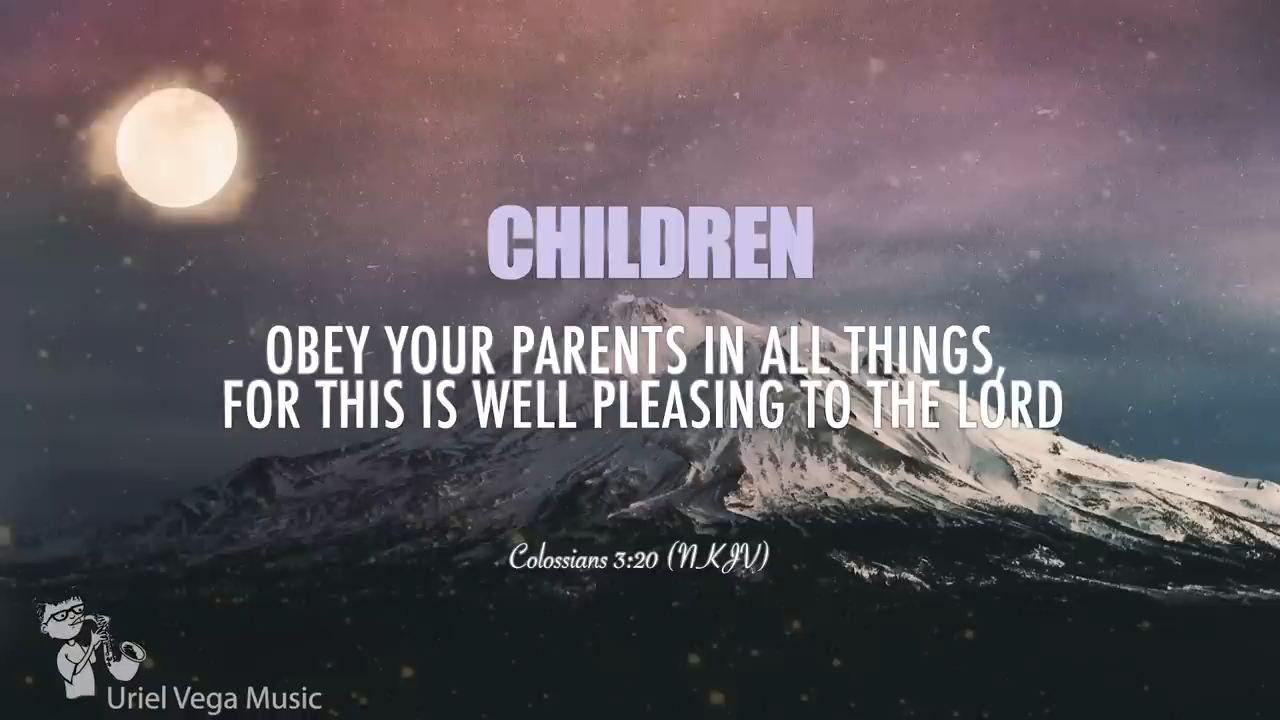 CHILDREN
OBEY YOUR PARENTS IN ALL THINGS,
FOR THIS IS WELL PLEASING TO THE LORD
Colossians 3:20 (NKJV)
Uriel Vega Music